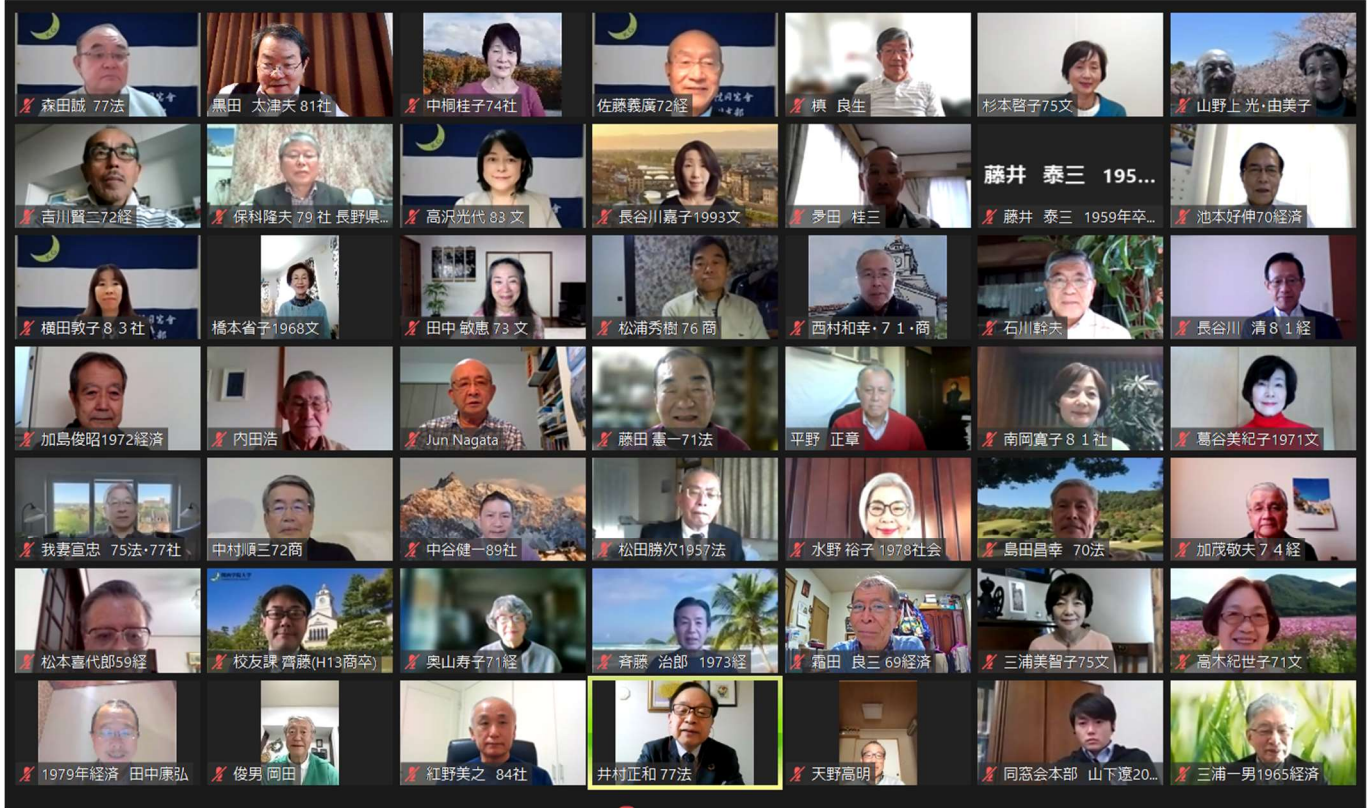 森田誠 77法
黒田 太津夫 81社
中桐桂子74社
佐藤義廣72経
槙 良生
杉本啓子75文
山野上 光・由美子
吉川賢二72経
保科隆夫 79 社 長野県...
高沢光代 83 文
長谷川嘉子1993文
桂三
藤井 泰三 195...
藤井 泰三 1959年卒...
池本好伸70経済
横田敦子８３社
橋本省子1968文
田中 敏恵 73 文
松浦秀樹 76 商
西村和幸・７１・商
石川幹夫
長谷川 清８１経
加島俊昭1972経済
内田浩
Jun Nagata
藤田 憲一71法
平野 正章
南岡寛子８１社
葛谷美紀子1971文
我妻宣忠 75法・77社
中村順三72商
中谷健一89社
松田勝次1957法
水野 裕子 1978社会
島田昌幸 70法
加茂敬夫７４経
松本喜代郎59経
校友課 齊藤(H13商卒)
奥山寿子71経
斉藤 治郎 1973経
霜田 良三 69経済
三浦美智子75文
高木紀世子71文
1979年経済 田中康弘
俊男 岡田
紅野美之 84社
井村正和 77法
天野高明
同窓会本部 山下遼20...
三浦一男1965経済